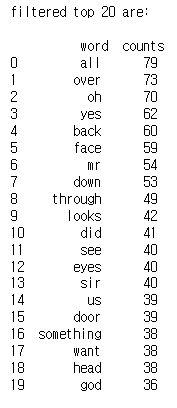 filtered top 20 are:
word counts
0 all 79
1 over 73
2 oh 70
3 yes 62
4 back 60
5 face 59
6 mr 54
7 down 53
8 through 49
9 looks 42
10 did 41
11 see 40
12 eyes 40
13 sir 40
14 us 39
15 door 39
16 something 38
17 want 38
18 head 38
19 god 36